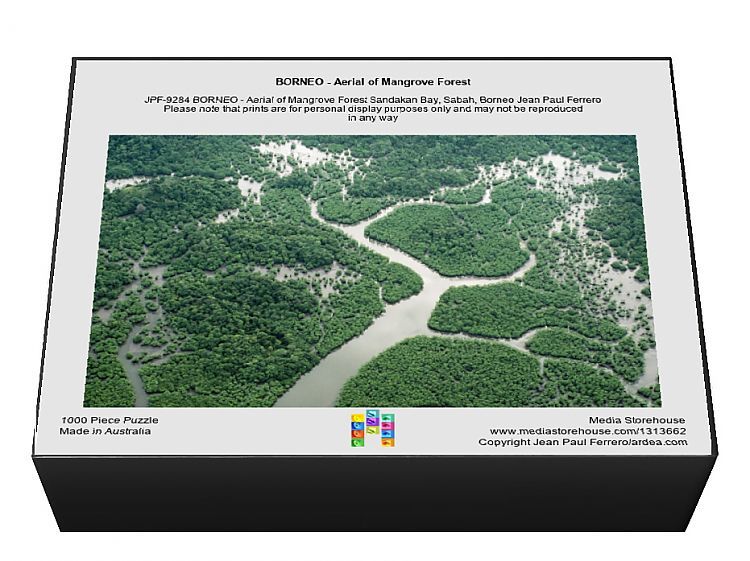 BORNEO - Aerial of Mangrove Forest
JPF-9284 BORNEO - Aerial of Mangrove Forest Sandakan Bay, Sabah, Borneo Jean Paul Ferrero
Please note that prints are for personal display purposes only and may not be reproduced
in any way
1000 Piece Puzzle
Made in Australia
Media Storehouse
www.mediastorehouse.com/1313662
Copyright Jean Paul Ferrero/ardea.com